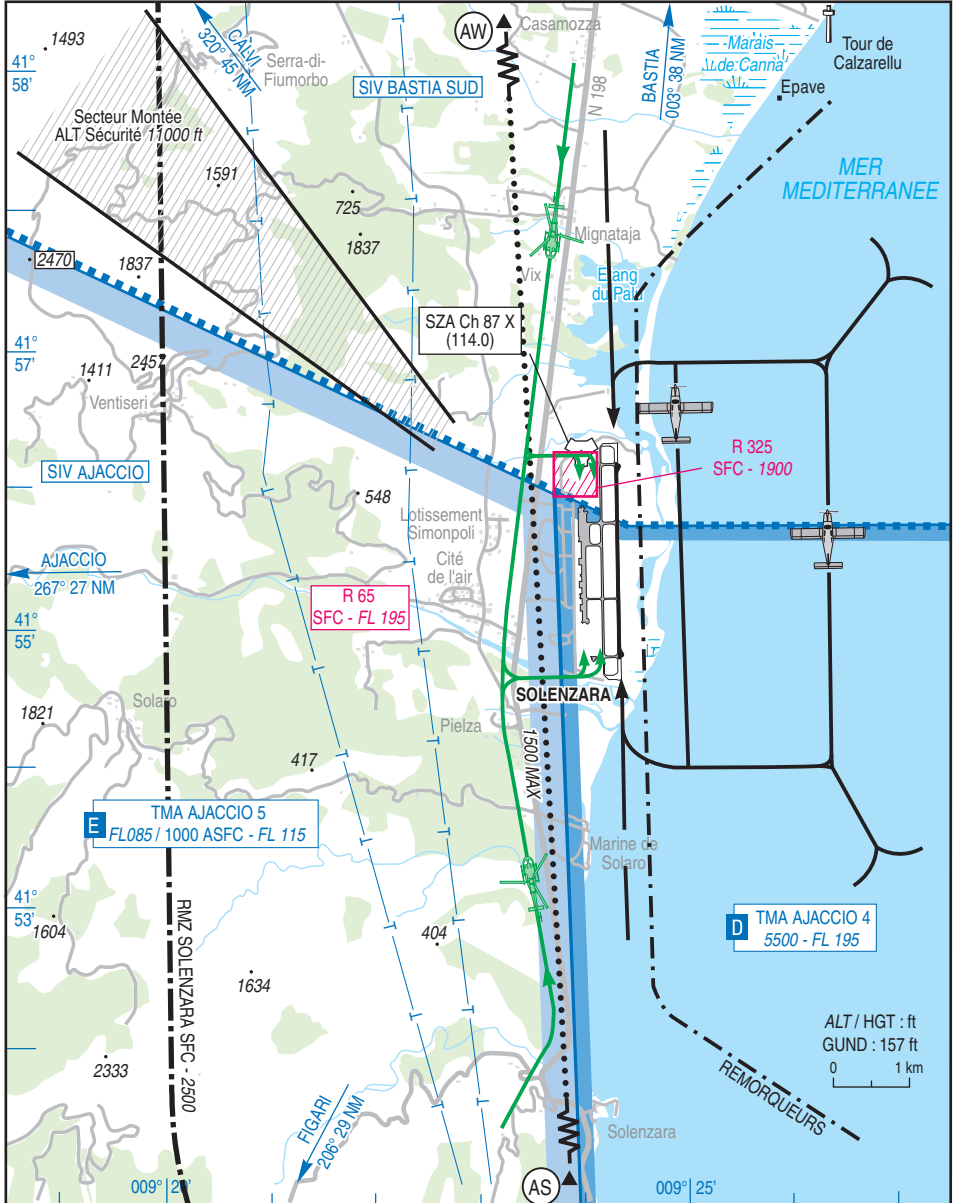 1493
41°
58'
CALVI
320° 45 NM
Serra-di-
Fiumorbo
AW
Casamozza
SIV BASTIA SUD
N 198
BASTIA
003° 38 NM
Marais
de Canna
Tour de
Calzarellu
Epave
Secteur Montée
ALT Sécurité 11000 ft
1591
725
1837
MER
MEDITERRANEE
Mignataja
Vix
Etang
du Palu
2470
1837
SZA Ch 87 X
(114.0)
41°
57'
1411
2457
Ventiseri
R 325
SFC - 1900
SIV AJACCIO
548
Lotissement
Simonpoli
Cité
de l'air
AJACCIO
267° 27 NM
R 65
SFC - FL 195
41°
55'
SOLENZARA
Solaro
1821
Pielza
417
1500 MAX
E
TMA AJACCIO 5
FL085 / 1000 ASFC - FL 115
Marine de
Solaro
41°
53'
RMZ SOLENZARA SFC - 2500
1604
404
D
TMA AJACCIO 4
5500 - FL 195
1634
ALT / HGT : ft
GUND : 157 ft
0 1 km
2333
REMORQUEURS
FIGARI
206° 29 NM
Solenzara
AS
009° 25'